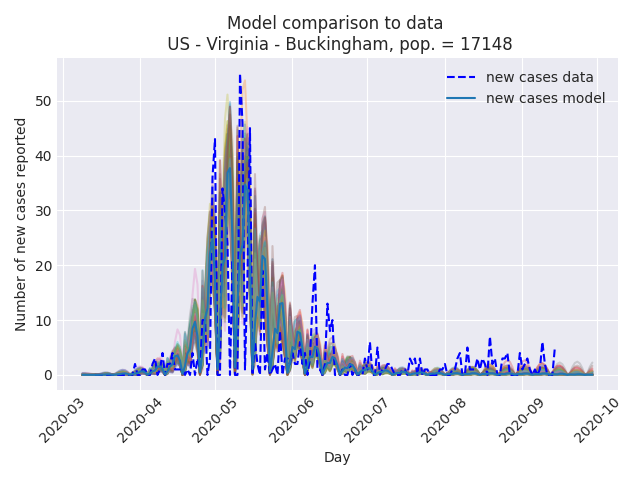 Model comparison to data
US - Virginia - Buckingham, pop. = 17148
new cases data
new cases model
Number of new cases reported
50
40
30
20
10
0
2020-03
2020-04
2020-05
2020-06
2020-07
2020-08
2020-09
2020-10
Day